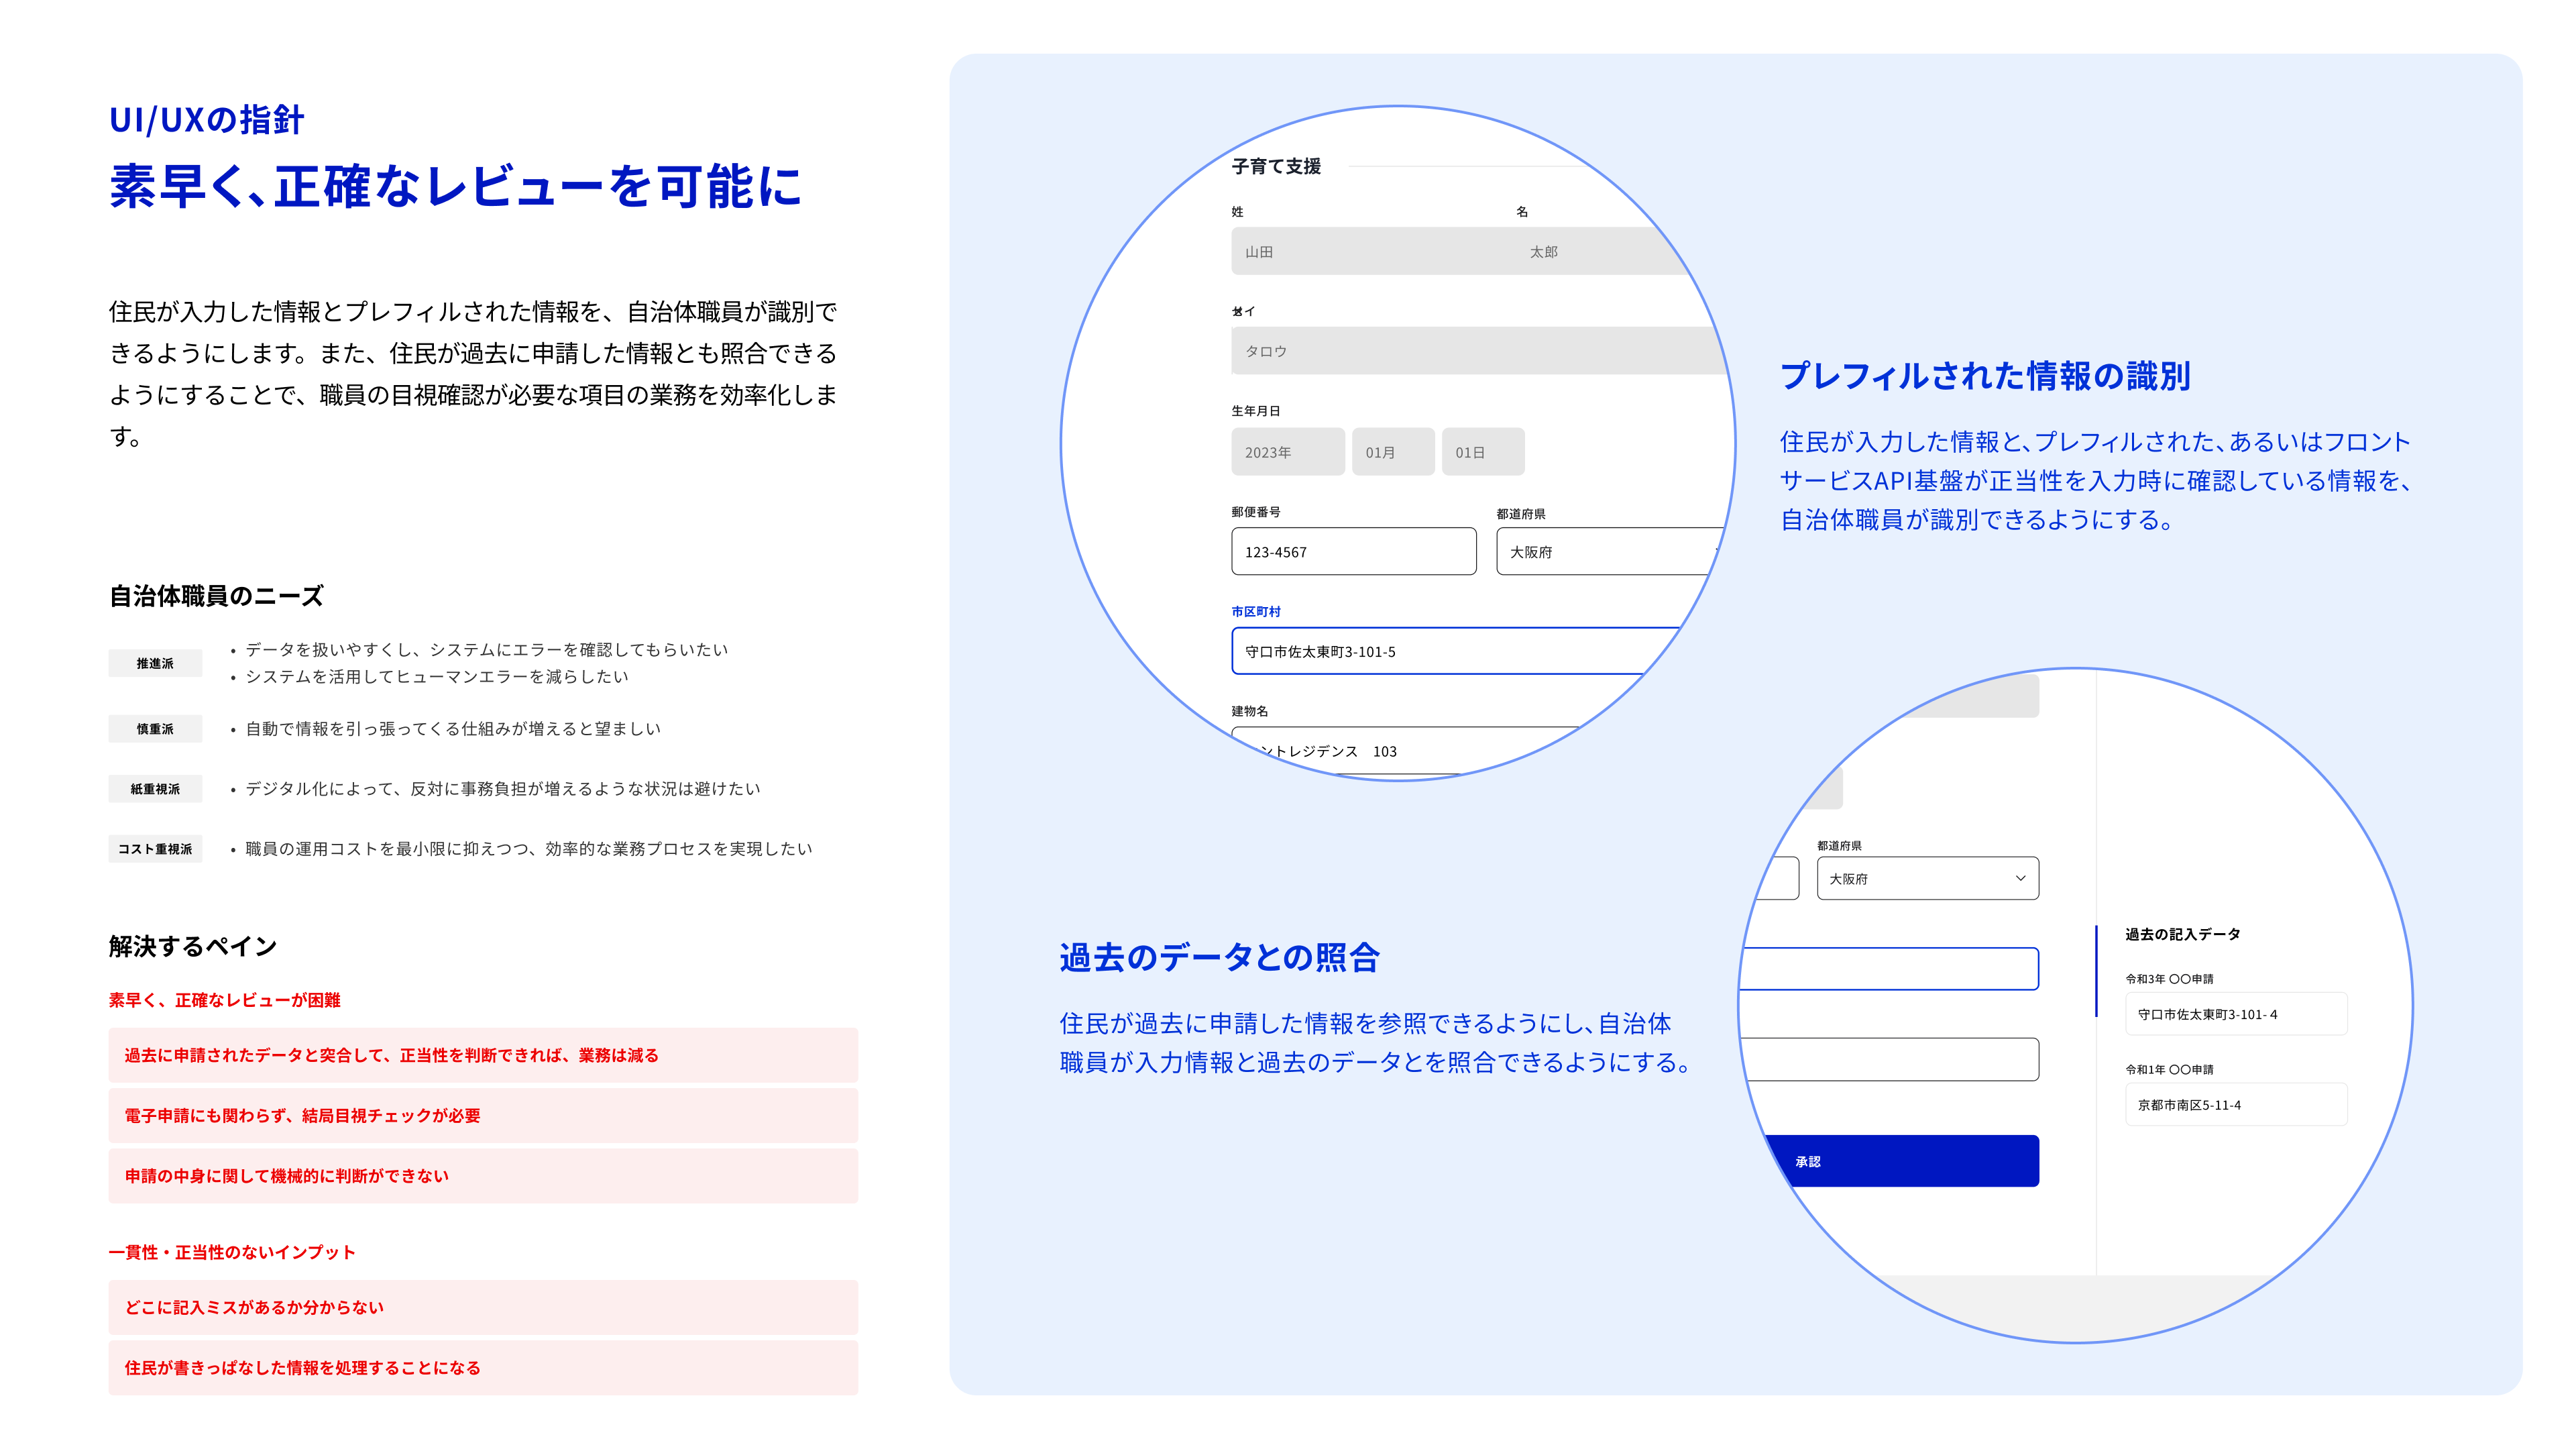 UI/UXの指針
素早く、正確なレビューを可能に
住民が入力した情報とプレフィルされた情報を、自治体職員が識別で
きるようにします。また、住民が過去に申請した情報とも照合できる
ようにすることで、職員の目視確認が必要な項目の業務を効率化しま
す。
自治体職員のニーズ
推進派
• データを扱いやすくし、システムにエラーを確認してもらいたい
• システムを活用してヒューマンエラーを減らしたい
慎重派
• 自動で情報を引っ張ってくる仕組みが増えると望ましい
紙重視派
• デジタル化によって、反対に事務負担が増えるような状況は避けたい
コスト重視派
• 職員の運用コストを最小限に抑えつつ、効率的な業務プロセスを実現したい
解決するペイン
素早く、正確なレビューが困難
過去に申請されたデータと突合して、正当性を判断できれば、業務は減る
電子申請にも関わらず、結局目視チェックが必要
申請の中身に関して機械的に判断ができない
一貫性・正当性のないインプット
どこに記入ミスがあるか分からない
住民が書きっぱなした情報を処理することになる
子育て支援
姓 名
山田 太郎
イ
タロウ
生年月日
2023年 01月 01日
郵便番号 都道府県
123-4567 大阪府
市区町村
守口市佐太東町3-101-5
建物名
ントレジデンス 103
プレフィルされた情報の識別
住民が入力した情報と、プレフィルされた、あるいはフロント
サービスAPI基盤が正当性を入力時に確認している情報を、
自治体職員が識別できるようにする。
過去のデータとの照合
住民が過去に申請した情報を参照できるようにし、自治体
職員が入力情報と過去のデータとを照合できるようにする。
都道府県
大阪府
承認
過去の記入データ
令和3年 〇〇申請
守口市佐太東町3-101-４
令和1年 〇〇申請
京都市南区5-11-4